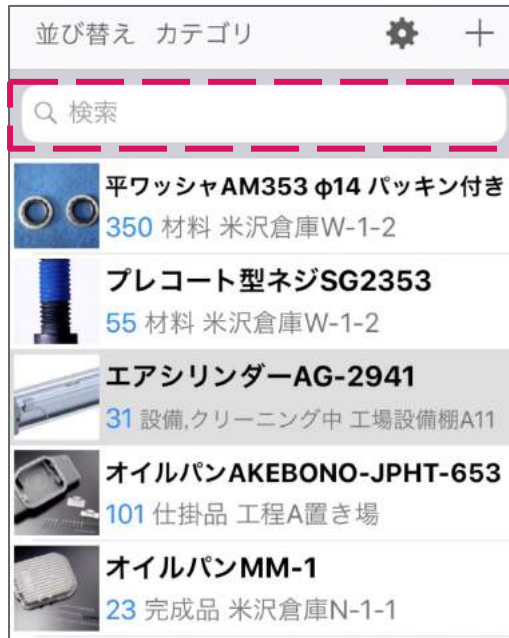 並び替え カテゴリ
検索
平ワッシャAM353 φ14 パッキン付き
350 材料 米沢倉庫W-1-2
プレコート型ネジSG2353
55 材料 米沢倉庫W-1-2
エアシリンダーAG-2941
31 設備,クリーニング中 工場設備棚A11
オイルパンAKEBONO-JPHT-653
101 仕掛品 工程A置き場
オイルパンMM-1
23 完成品 米沢倉庫N-1-1